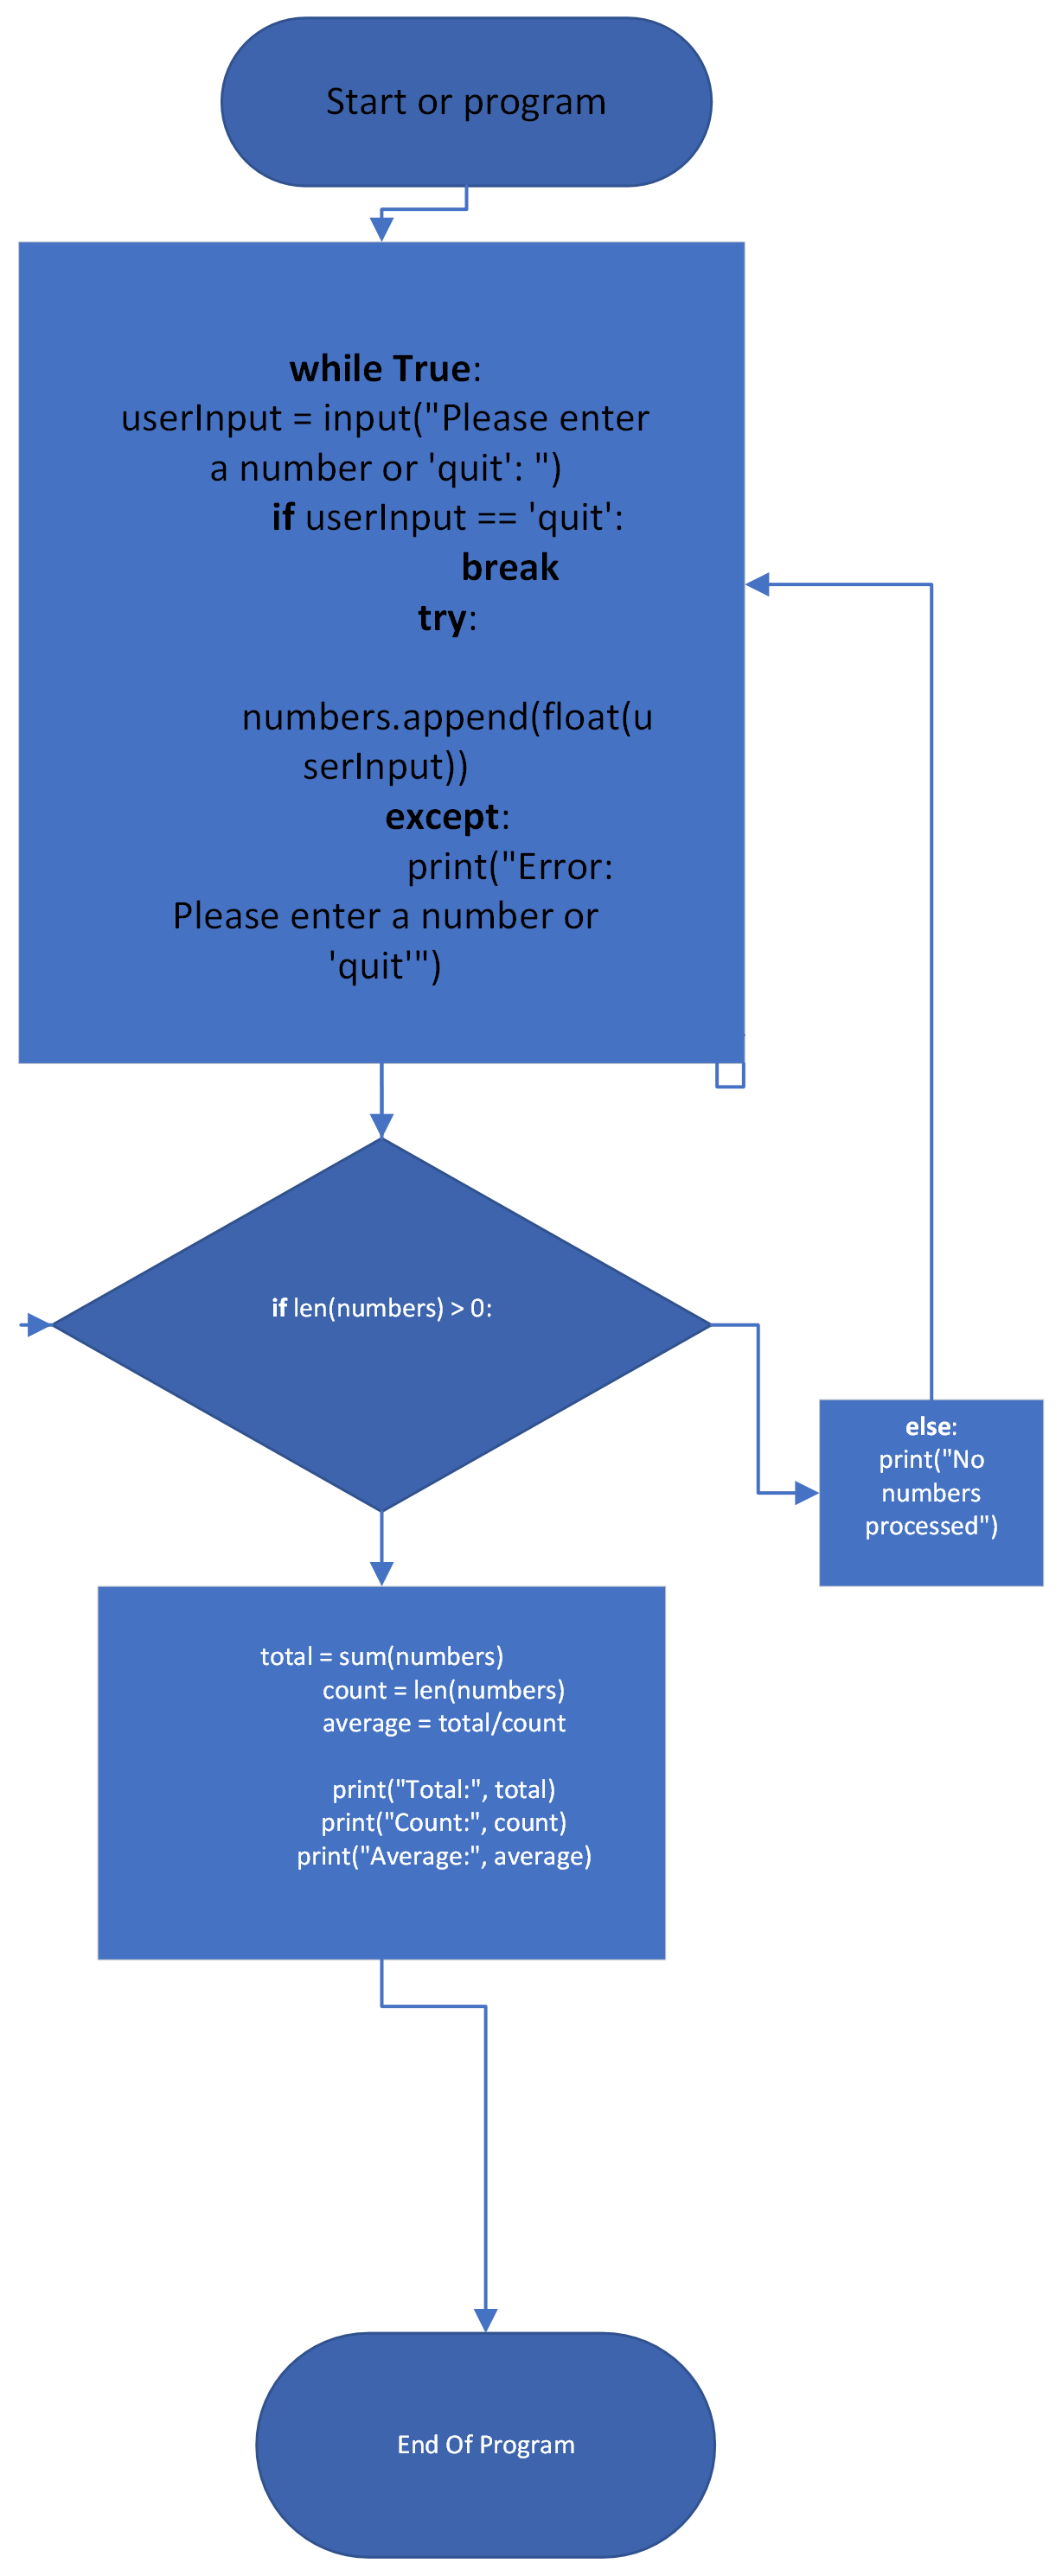 Start or program
while True:
userInput = input("Please enter
a number or 'quit': ")
if userInput == 'quit':
break
try:
numbers.append(float(u
serInput))
except:
print("Error:
Please enter a number or
'quit'")
if len(numbers) > 0:
else:
print("No
numbers
processed")
total = sum(numbers)
count = len(numbers)
average = total/count
print("Total:", total)
print("Count:", count)
print("Average:", average)
End Of Program